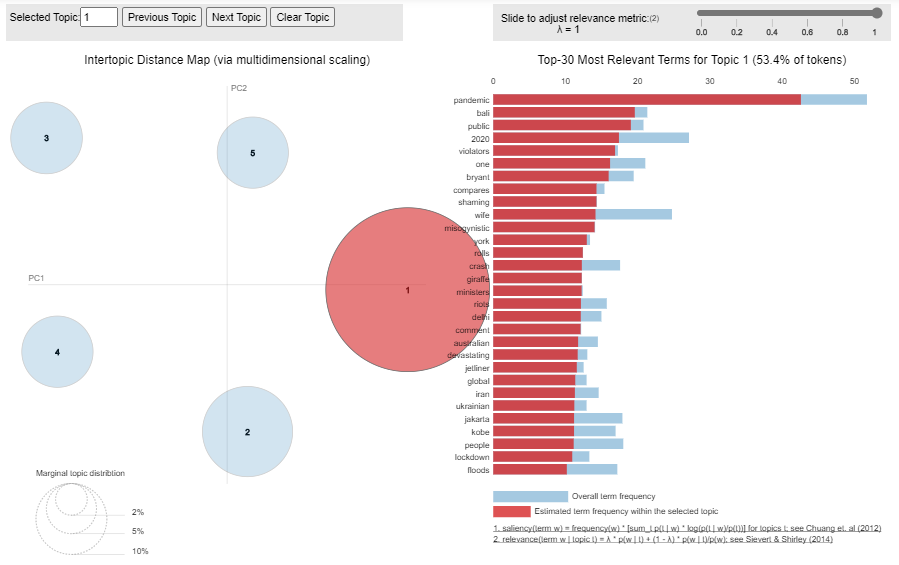 Selected Topic: 1 Previous Topic Next Topic Clear Topic
Slide to adjust relevance metric:(2)
λ = 1
0.0 0.2 0.4 0.6 0.8 1
Intertopic Distance Map (via multidimensional scaling)
PC2
PC1
3
5
1
4
2
Marginal topic distribtion
2%
5%
10%
Top-30 Most Relevant Terms for Topic 1 (53.4% of tokens)
0 10 20 30 40 50
pandemic
bali
public
2020
violators
one
bryant
compares
shaming
wife
misogynistic
york
rolls
crash
giraffe
ministers
riots
delhi
comment
australian
devastating
jetliner
global
iran
ukrainian
jakarta
kobe
people
lockdown
floods
Overall term frequency
Estimated term frequency within the selected topic
1. saliency(term w) = frequency(w) * [sum_t p(t | w) * log(p(t | w)/p(t))] for topics t; see Chuang et. al (2012)
2. relevance(term w | topic t) = λ * p(w | t) + (1 - λ) * p(w | t)/p(w); see Sievert & Shirley (2014)